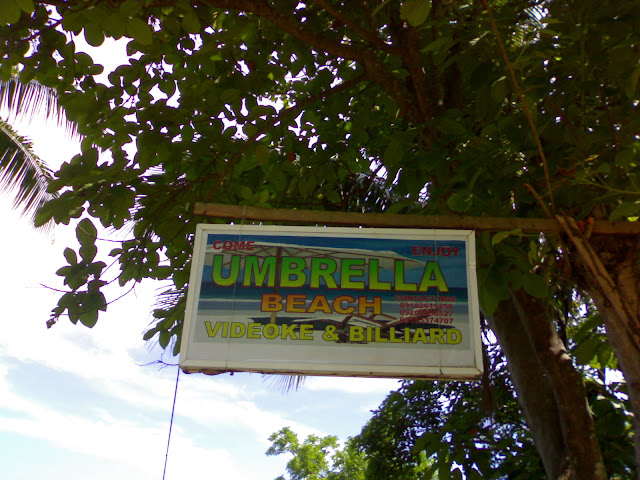 COME ENJOY
UMBRELLA
BEACH
VIDEOKE & BILLIARD